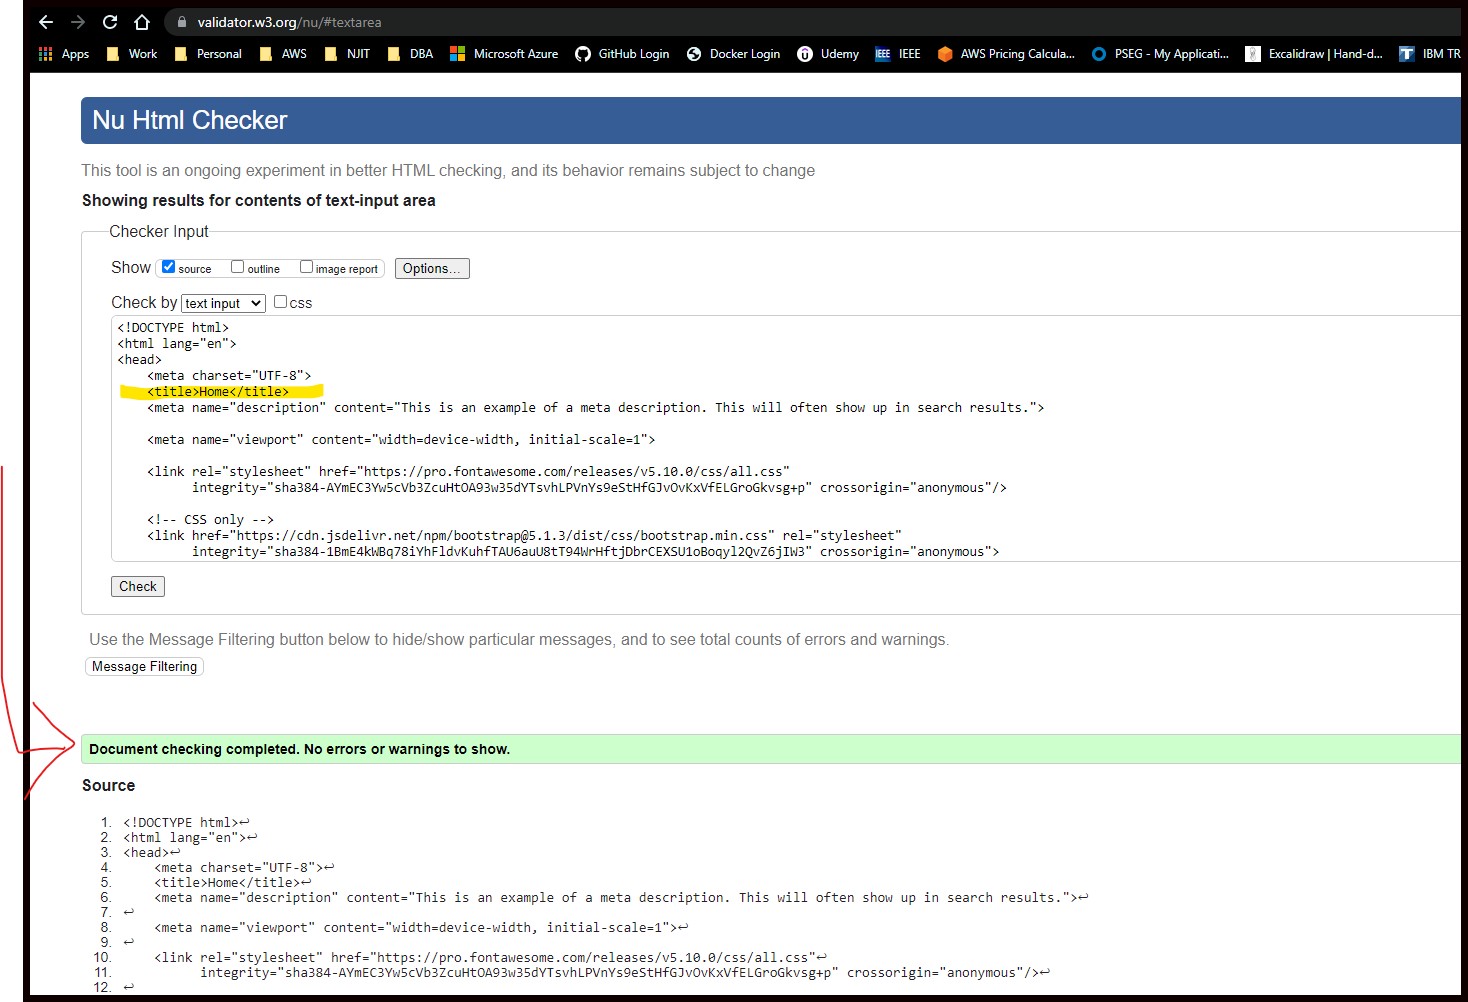 validator.w3.org/nu/#textarea
Apps Work Personal AWS NJIT DBA Microsoft Azure GitHub Login Docker Login Udemy IEEE IEEE AWS Pricing Calcula... PSEG - My Applicati... Excalidraw | Hand-d... T IBM TR
Nu Html Checker
This tool is an ongoing experiment in better HTML checking, and its behavior remains subject to change
Showing results for contents of text-input area
Checker Input
Show source outline image report Options...
Check by text input css
<!DOCTYPE html>
<html lang="en">
<head>
<meta charset="UTF-8">
<title>Home</title>
<meta name="description" content="This is an example of a meta description. This will often show up in search results.">
<meta name="viewport" content="width=device-width, initial-scale=1">
<link rel="stylesheet" href="https://pro.fontawesome.com/releases/v5.10.0/css/all.css"
integrity="sha384-AYmEC3Yw5cVb3ZcuHtOA93w35dYTsvhLPVnYs9eStHfGJvOvKxVfELGroGkvsg+p" crossorigin="anonymous"/>
<!-- CSS only -->
<link href="https://cdn.jsdelivr.net/npm/bootstrap@5.1.3/dist/css/bootstrap.min.css" rel="stylesheet"
integrity="sha384-1BmE4kWBq78iYhFldvKuhfTAU6auU8tT94WrHftjDbrCEXSU1oBoqyl2QvZ6jIW3" crossorigin="anonymous">
Check
Use the Message Filtering button below to hide/show particular messages, and to see total counts of errors and warnings.
Message Filtering
Document checking completed. No errors or warnings to show.
Source
1. <!DOCTYPE html>↩
2. <html lang="en">↩
3. <head>↩
4. <meta charset="UTF-8">↩
5. <title>Home</title>↩
6. <meta name="description" content="This is an example of a meta description. This will often show up in search results.">↩
7. ↩
8. <meta name="viewport" content="width=device-width, initial-scale=1">↩
9. ↩
10. <link rel="stylesheet" href="https://pro.fontawesome.com/releases/v5.10.0/css/all.css"↩
11. integrity="sha384-AYmEC3Yw5cVb3ZcuHtOA93w35dYTsvhLPVnYs9eStHfGJvOvKxVfELGroGkvsg+p" crossorigin="anonymous"/>↩
12. ↩